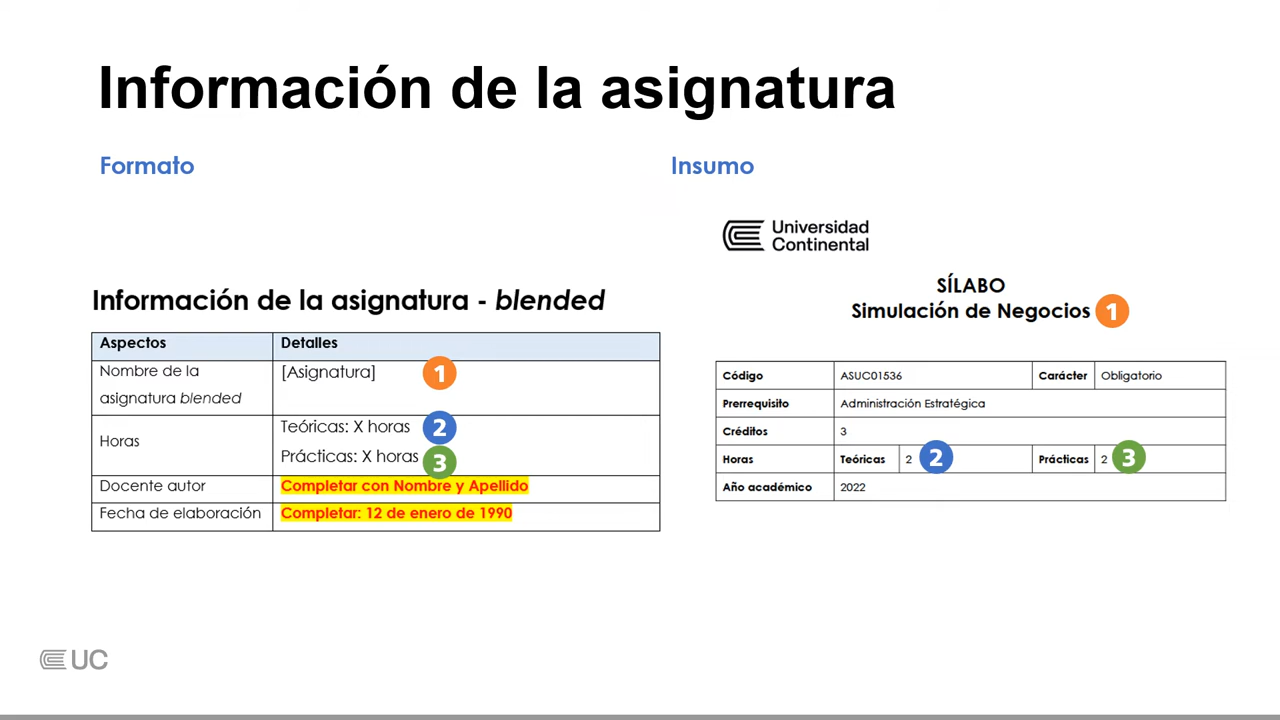 Información de la asignatura
Formato
Insumo
Información de la asignatura - blended
Aspectos Detalles
Nombre de la
asignatura blended
[Asignatura] 1
Horas
Teóricas: X horas 2
Prácticas: X horas 3
Docente autor Completar con Nombre y Apellido
Fecha de elaboración Completar: 12 de enero de 1990
Universidad
Continental
SÍLABO
Simulación de Negocios 1
Código ASUC01536 Carácter Obligatorio
Prerrequisito Administración Estratégica
Créditos 3
Horas Teóricas 2 2 Prácticas 2 3
Año académico 2022
UC